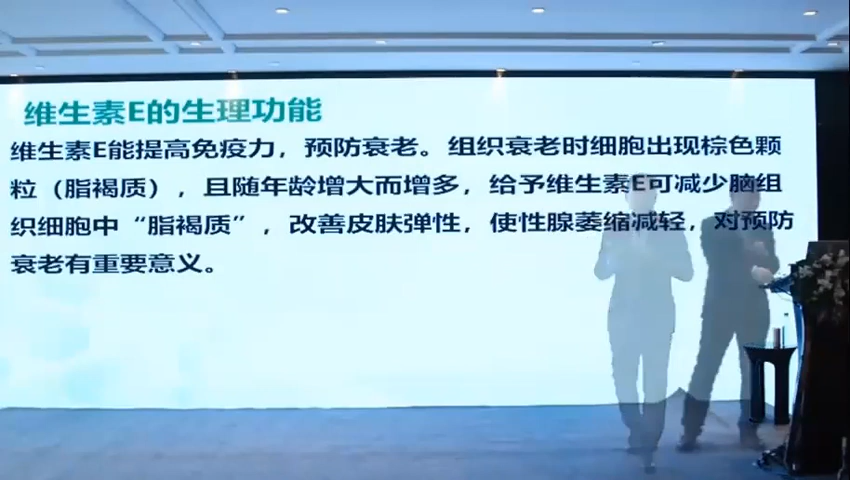 维生素E的生理功能
维生素E能提高免疫力，预防衰老。组织衰老时细胞出现棕色颗
粒（脂褐质），且随年龄增大而增多，给予维生素E可减少脑组
织细胞中“脂褐质”，改善皮肤弹性，使性腺萎缩减轻，对预防
衰老有重要意义。